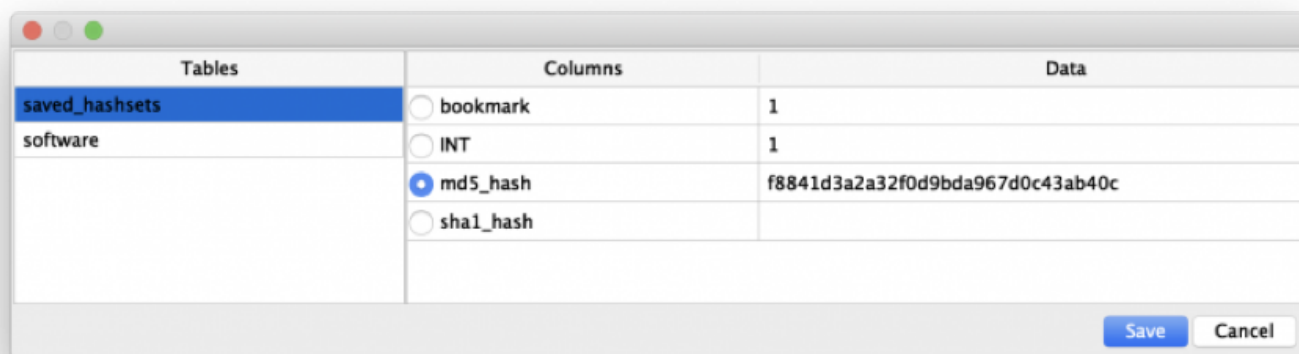 Tables Columns Data
saved_hashsets bookmark 1
software INT 1
md5_hash f8841d3a2a32f0d9bda967d0c43ab40c
sha1_hash
Save Cancel